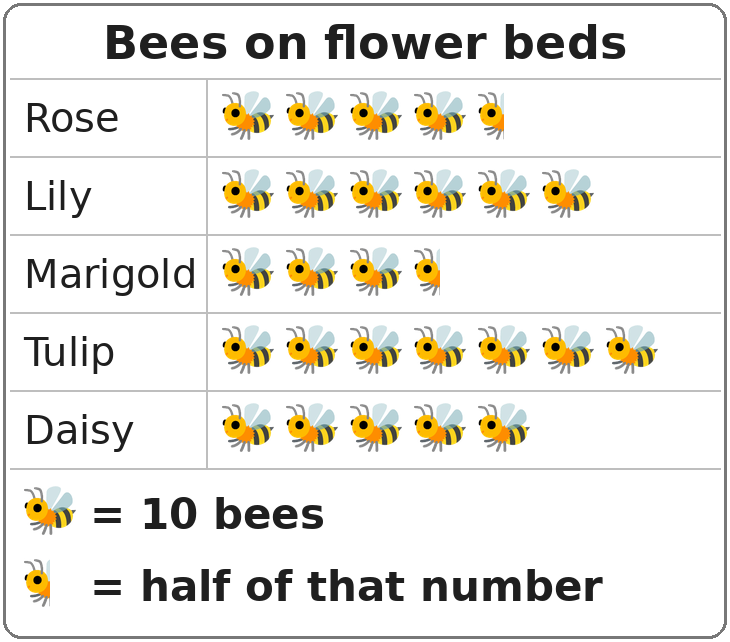 Bees on flower beds
Rose
Lily
Marigold
Tulip
Daisy
= 10 bees
= half of that number